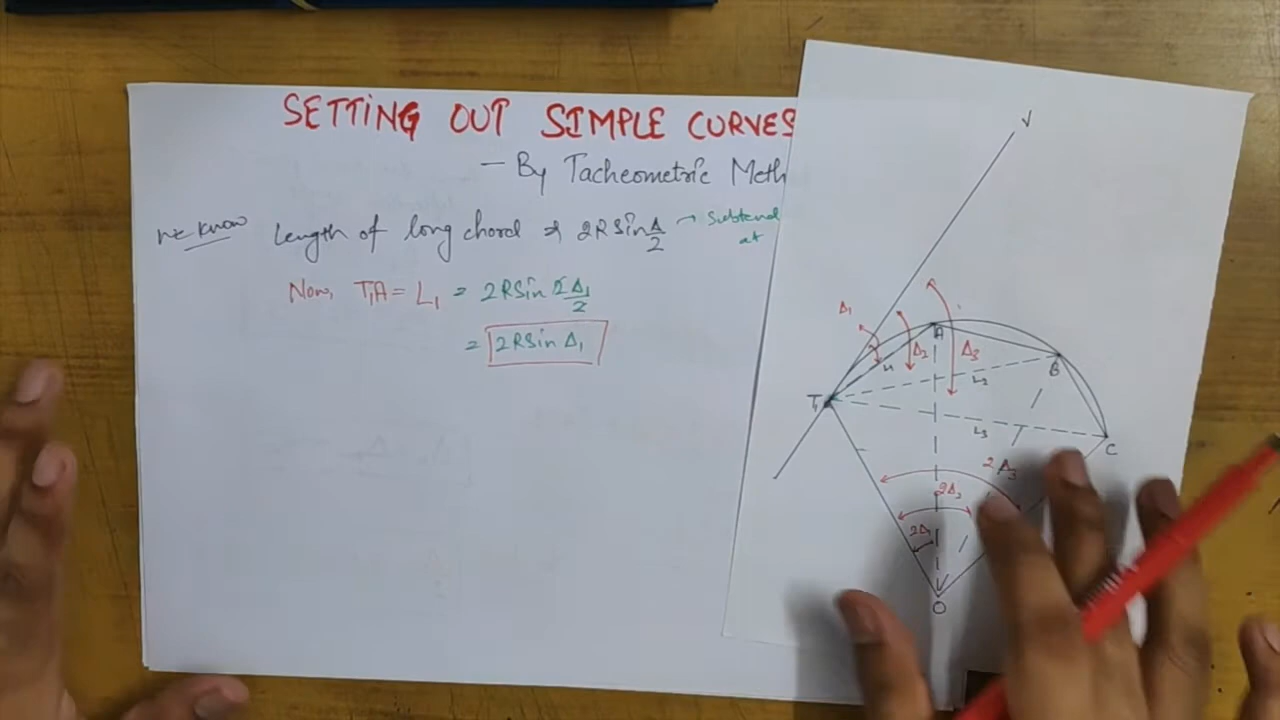 SETTING OUT SIMPLE CURVES
— By Tacheometric Meth
We know Length of long chord ⇒ 2R Sin Δ/2 → Subtend
at
Now, T₁A = L₁ = 2R Sin 2Δ₁/2
= 2R Sin Δ₁
V
Δ₁
A
Δ₂
Δ₃
L₁
B
L₂
T₁
L₃
C
2Δ₃
2Δ₂
2Δ₁
O